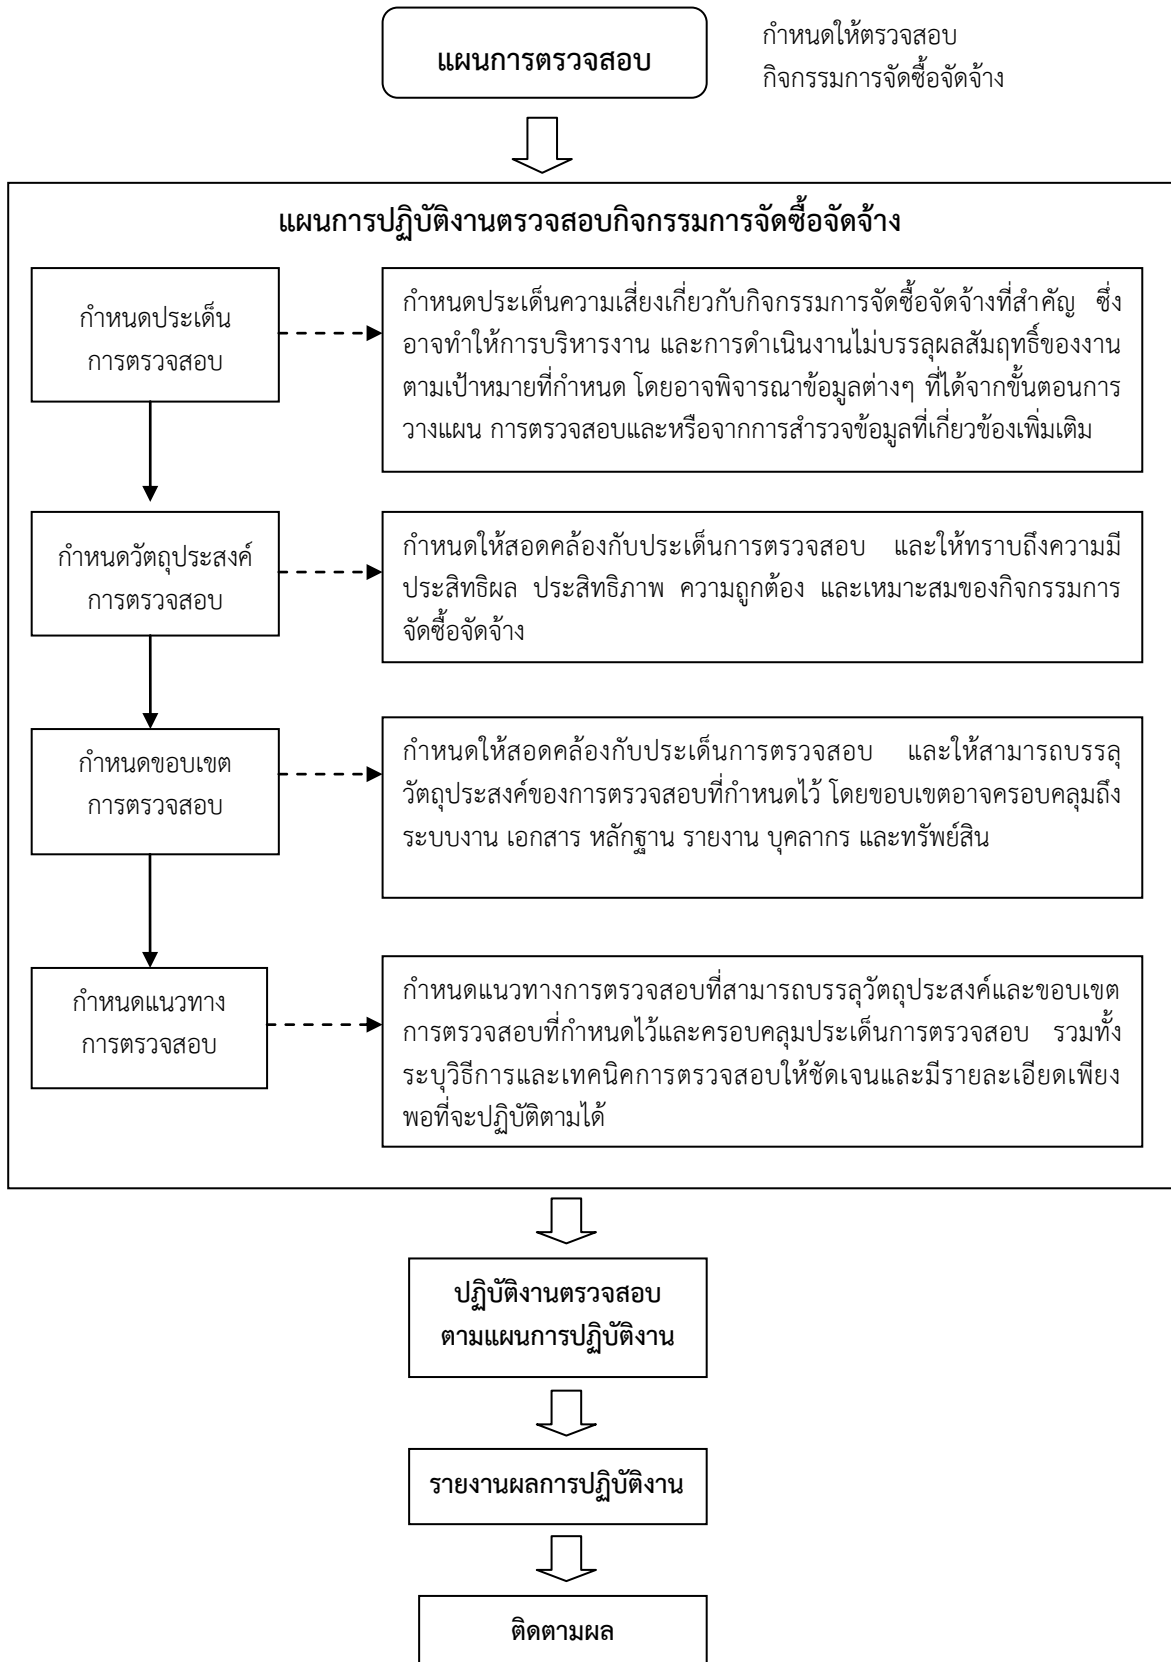 แผนการตรวจสอบ
กำหนดให้ตรวจสอบ
กิจกรรมการจัดซื้อจัดจ้าง
แผนการปฏิบัติงานตรวจสอบกิจกรรมการจัดซื้อจัดจ้าง
กำหนดประเด็น
การตรวจสอบ
กำหนดประเด็นความเสี่ยงเกี่ยวกับกิจกรรมการจัดซื้อจัดจ้างที่สำคัญ ซึ่ง
อาจทำให้การบริหารงาน และการดำเนินงานไม่บรรลุผลสัมฤทธิ์ของงาน
ตามเป้าหมายที่กำหนด โดยอาจพิจารณาข้อมูลต่างๆ ที่ได้จากขั้นตอนการ
วางแผน การตรวจสอบและหรือจากการสำรวจข้อมูลที่เกี่ยวข้องเพิ่มเติม
กำหนดวัตถุประสงค์
การตรวจสอบ
กำหนดให้สอดคล้องกับประเด็นการตรวจสอบ และให้ทราบถึงความมี
ประสิทธิผล ประสิทธิภาพ ความถูกต้อง และเหมาะสมของกิจกรรมการ
จัดซื้อจัดจ้าง
กำหนดขอบเขต
การตรวจสอบ
กำหนดให้สอดคล้องกับประเด็นการตรวจสอบ และให้สามารถบรรลุ
วัตถุประสงค์ของการตรวจสอบที่กำหนดไว้ โดยขอบเขตอาจครอบคลุมถึง
ระบบงาน เอกสาร หลักฐาน รายงาน บุคลากร และทรัพย์สิน
กำหนดแนวทาง
การตรวจสอบ
กำหนดแนวทางการตรวจสอบที่สามารถบรรลุวัตถุประสงค์และขอบเขต
การตรวจสอบที่กำหนดไว้และครอบคลุมประเด็นการตรวจสอบ รวมทั้ง
ระบุวิธีการและเทคนิคการตรวจสอบให้ชัดเจนและมีรายละเอียดเพียง
พอที่จะปฏิบัติตามได้
ปฏิบัติงานตรวจสอบ
ตามแผนการปฏิบัติงาน
รายงานผลการปฏิบัติงาน
ติดตามผล